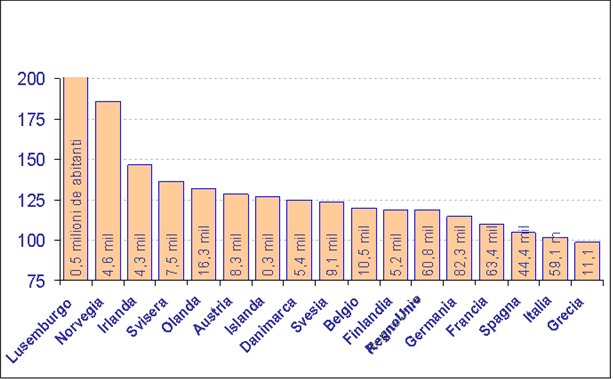 200
175
150
125
100
75
0,5 milioni de abitanti
4,6 mil
4,3 mil
7,5 mil
16,3 mil
8,3 mil
0,3 mil
5,4 mil
9,1 mil
10,5 mil
5,2 mil
60,8 mil
82,3 mil
63,4 mil
44,4 mil
59,1 m
11,1
Lusemburgo
Norvegia
Irlanda
Svisera
Olanda
Austria
Islanda
Danimarca
Svesia
Belgio
Finlandia
RegnoUnio
Germania
Francia
Spagna
Italia
Grecia